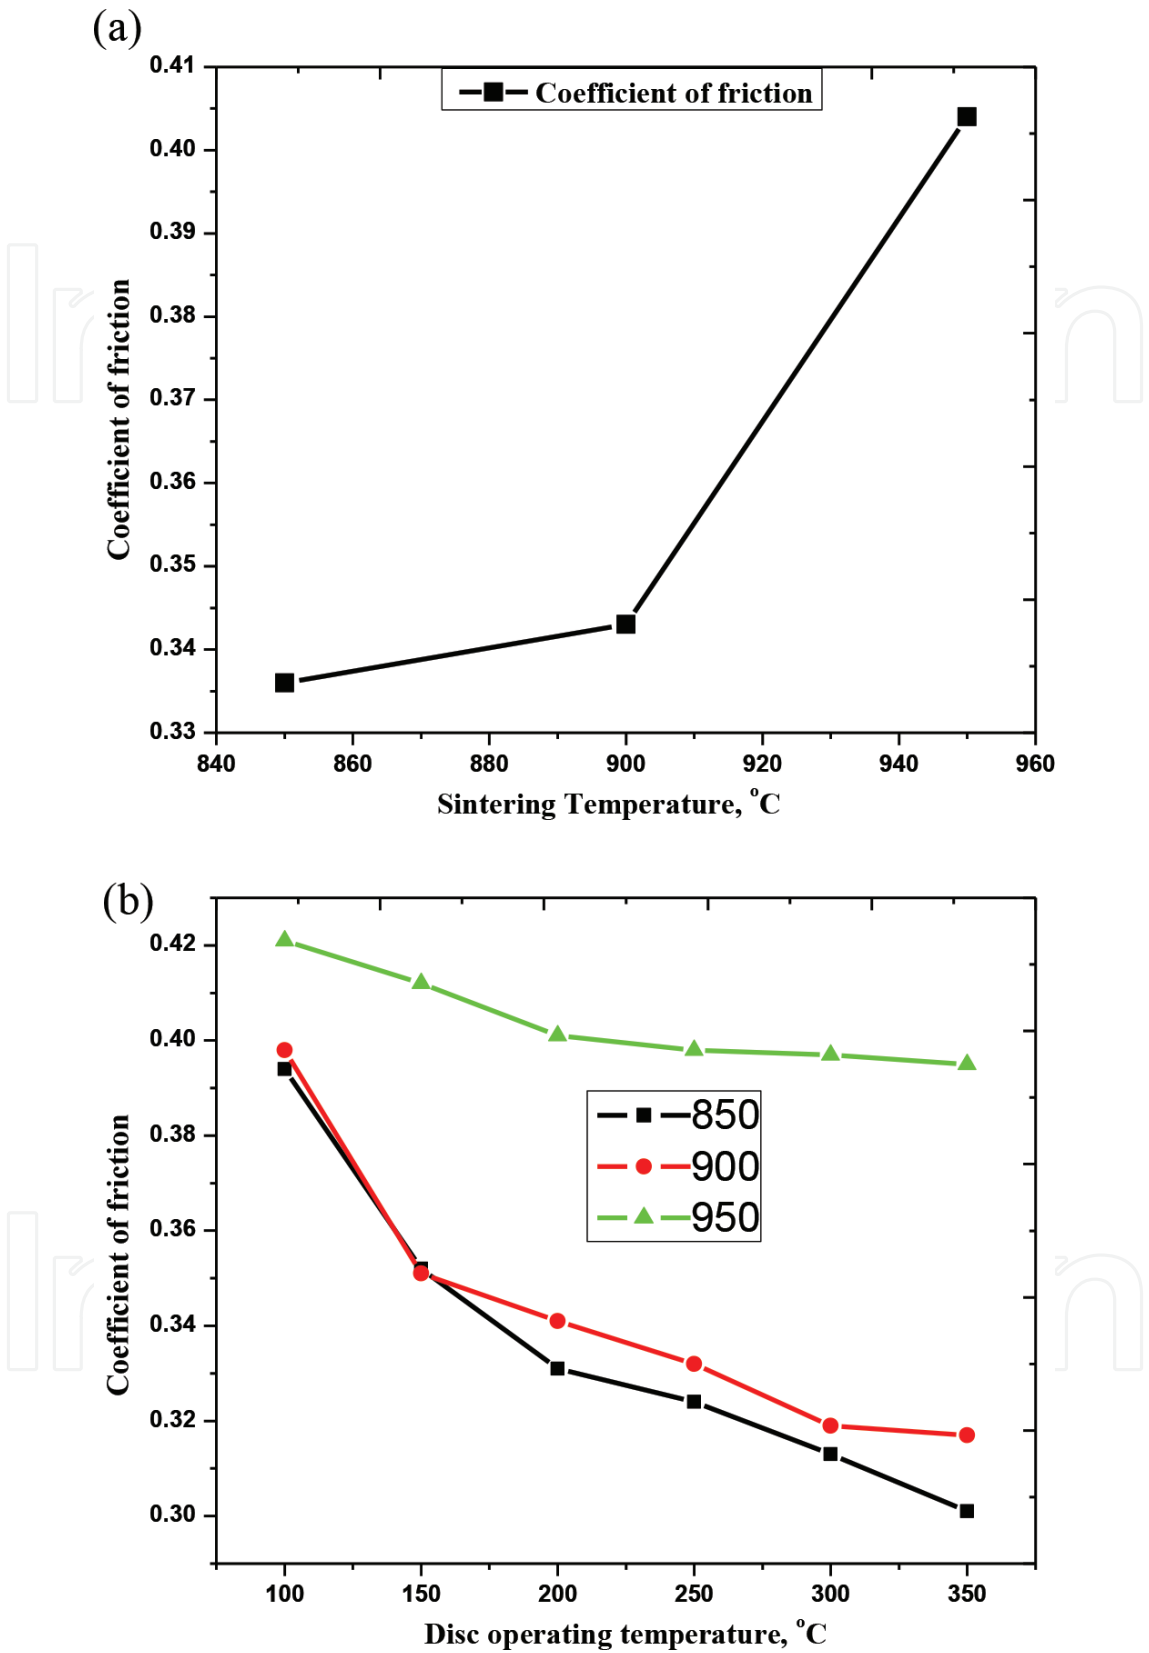 (a)
0.41
0.40
0.39
0.38
0.37
0.36
0.35
0.34
0.33
Coefficient of friction
Coefficient of friction
840 860 880 900 920 940 960
Sintering Temperature, °C
(b)
0.42
0.40
0.38
0.36
0.34
0.32
0.30
Coefficient of friction
850
900
950
100 150 200 250 300 350
Disc operating temperature, °C